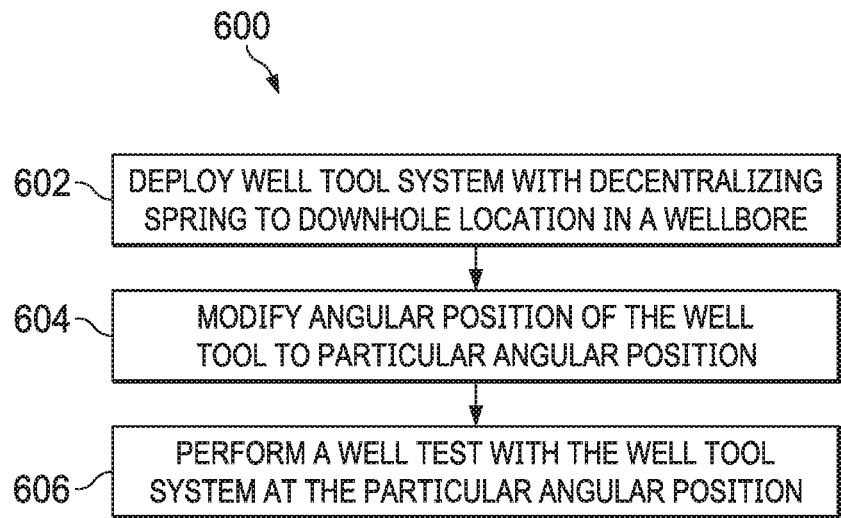 600
602
DEPLOY WELL TOOL SYSTEM WITH DECENTRALIZING
SPRING TO DOWNHOLE LOCATION IN A WELLBORE
604
MODIFY ANGULAR POSITION OF THE WELL
TOOL TO PARTICULAR ANGULAR POSITION
606
PERFORM A WELL TEST WITH THE WELL TOOL
SYSTEM AT THE PARTICULAR ANGULAR POSITION